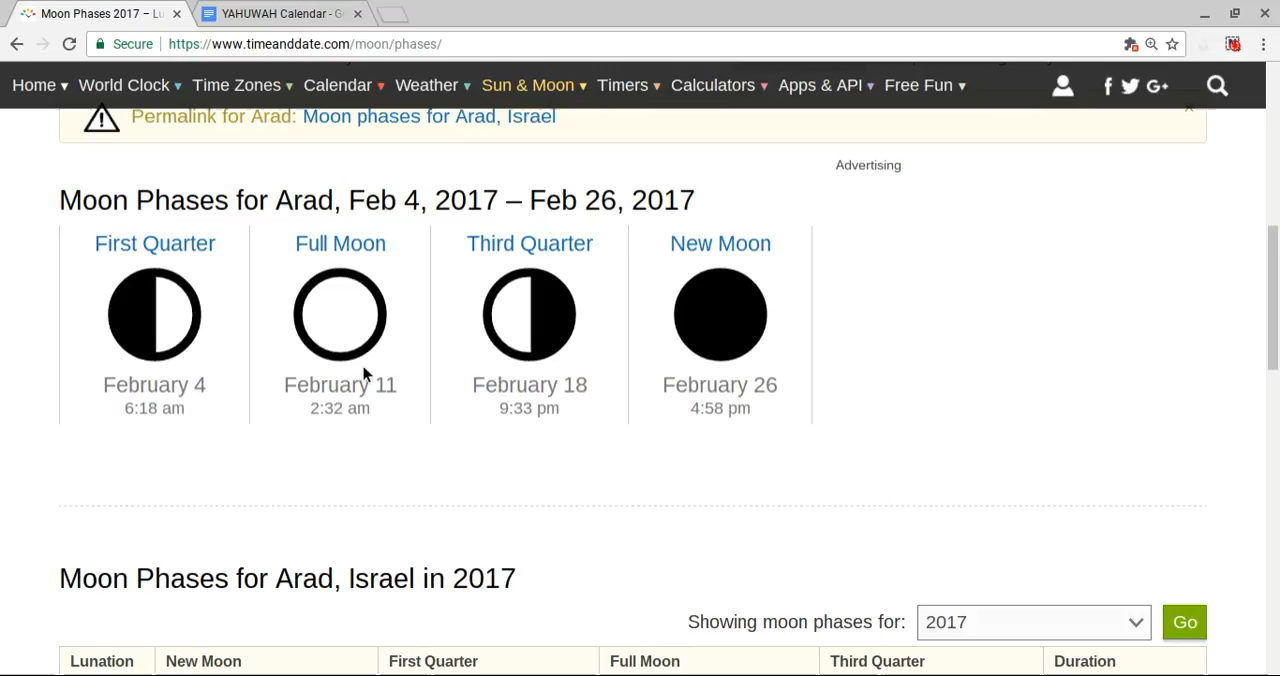 Moon Phases 2017 – Lu
YAHUWAH Calendar - G
Secure
https://www.timeanddate.com/moon/phases/
Home World Clock Time Zones Calendar Weather Sun & Moon Timers Calculators Apps & API Free Fun
Permalink for Arad: Moon phases for Arad, Israel
Advertising
Moon Phases for Arad, Feb 4, 2017 – Feb 26, 2017
First Quarter Full Moon Third Quarter New Moon
February 4 February 11 February 18 February 26
6:18 am 2:32 am 9:33 pm 4:58 pm
Moon Phases for Arad, Israel in 2017
Showing moon phases for: 2017 Go
Lunation New Moon First Quarter Full Moon Third Quarter Duration